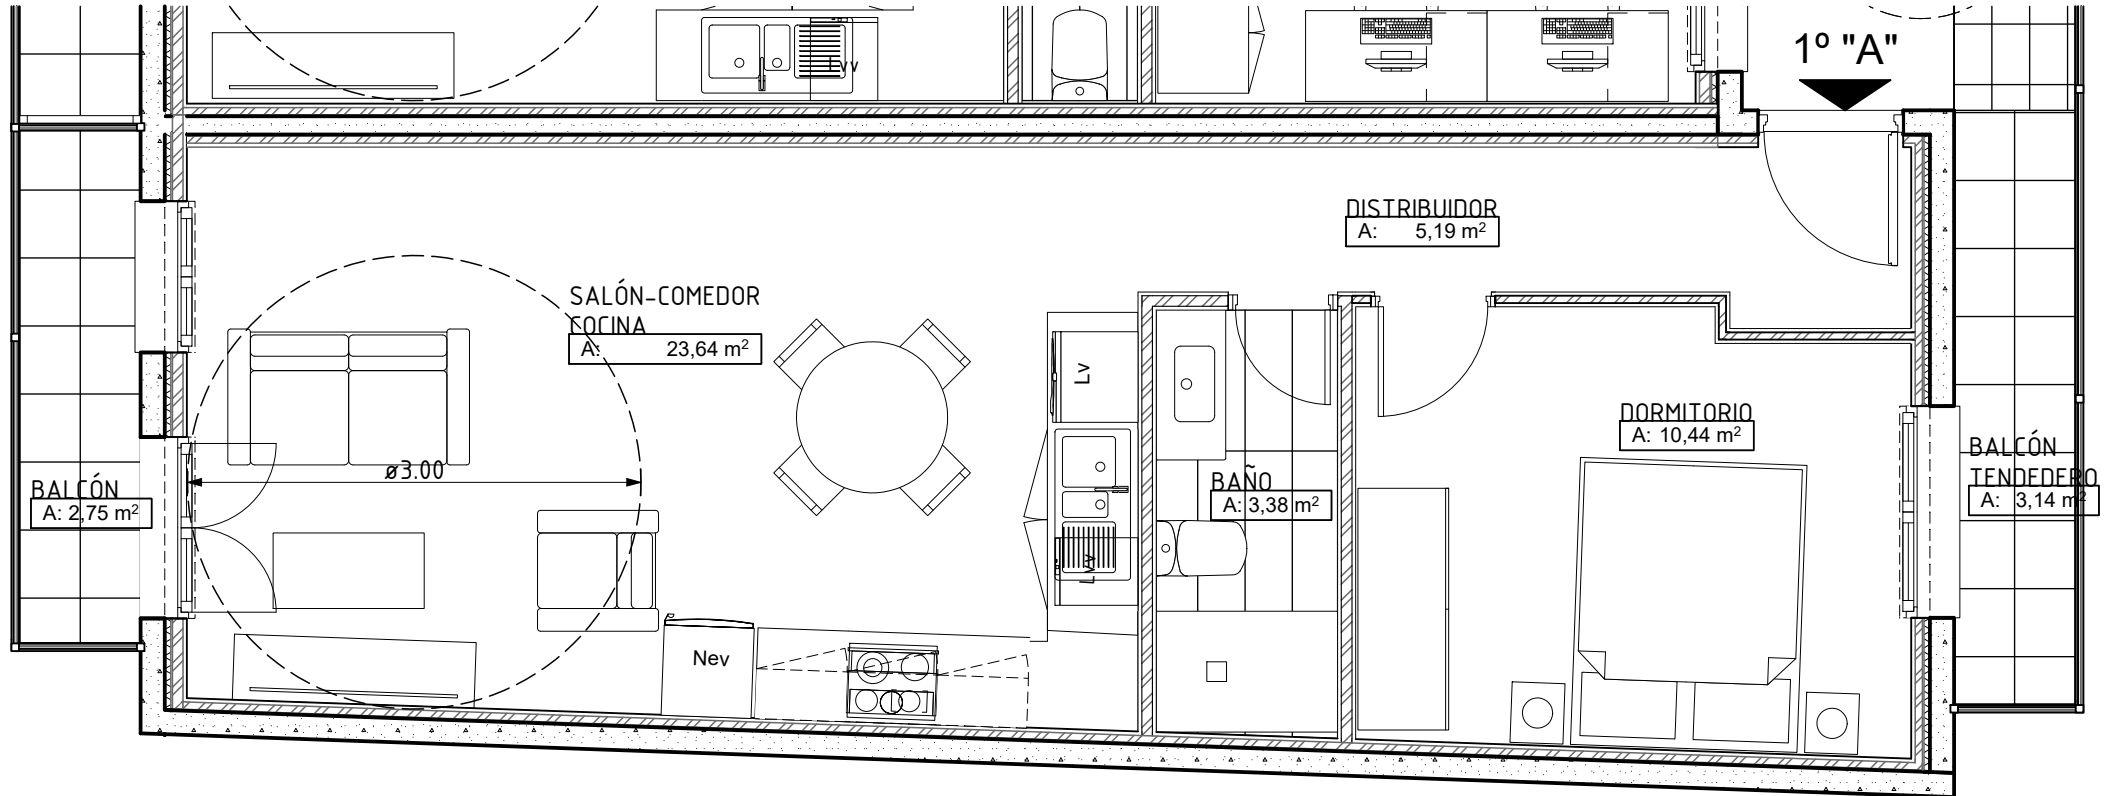 Lvv
1º "A"
DISTRIBUIDOR
A: 5,19 m²
SALÓN-COMEDOR
COCINA
A: 23,64 m²
Lv
DORMITORIO
A: 10,44 m²
BALCÓN
TENDEDERO
A: 3,14 m²
ø3.00
BALCÓN
A: 2,75 m²
BAÑO
A: 3,38 m²
Lvv
Nev